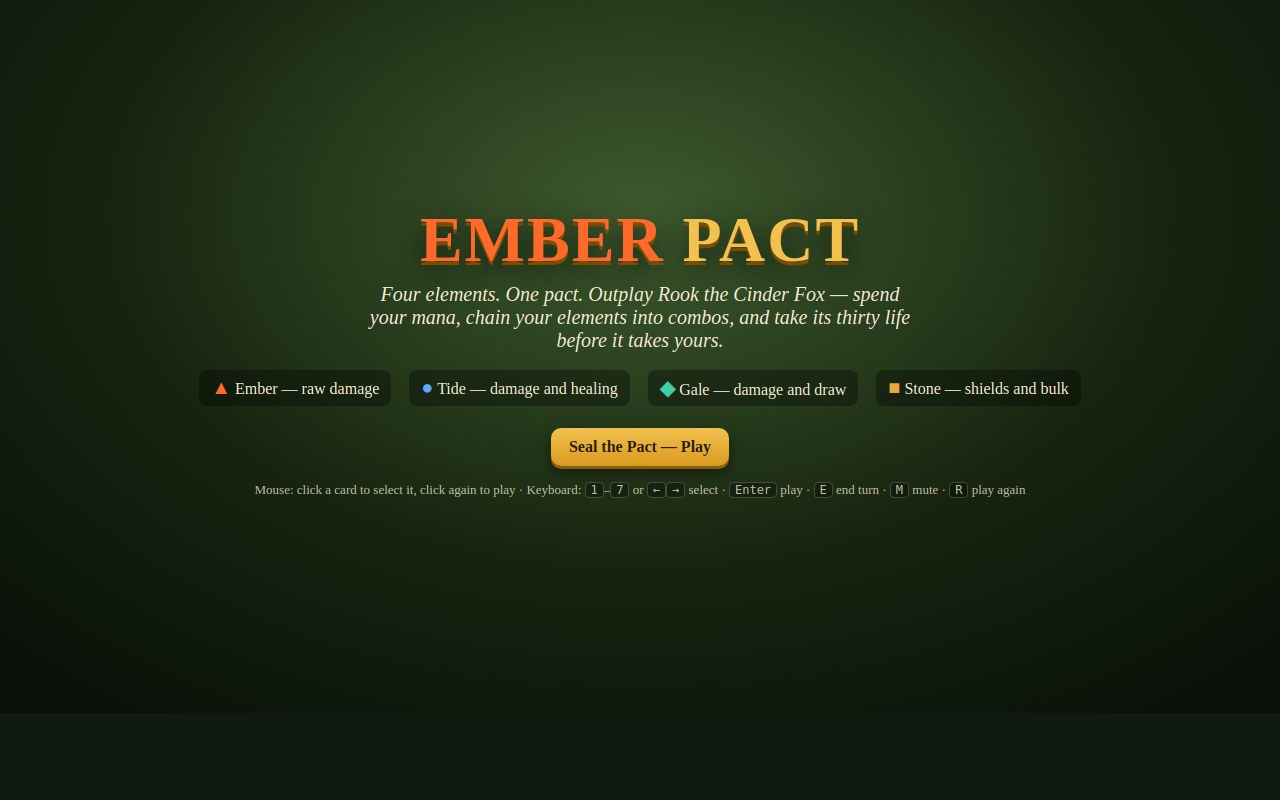 EMBER PACT
Four elements. One pact. Outplay Rook the Cinder Fox — spend
your mana, chain your elements into combos, and take its thirty life
before it takes yours.
Ember — raw damage
Tide — damage and healing
Gale — damage and draw
Stone — shields and bulk
Seal the Pact — Play
Mouse: click a card to select it, click again to play · Keyboard: 1–7 or ← → select · Enter play · E end turn · M mute · R play again